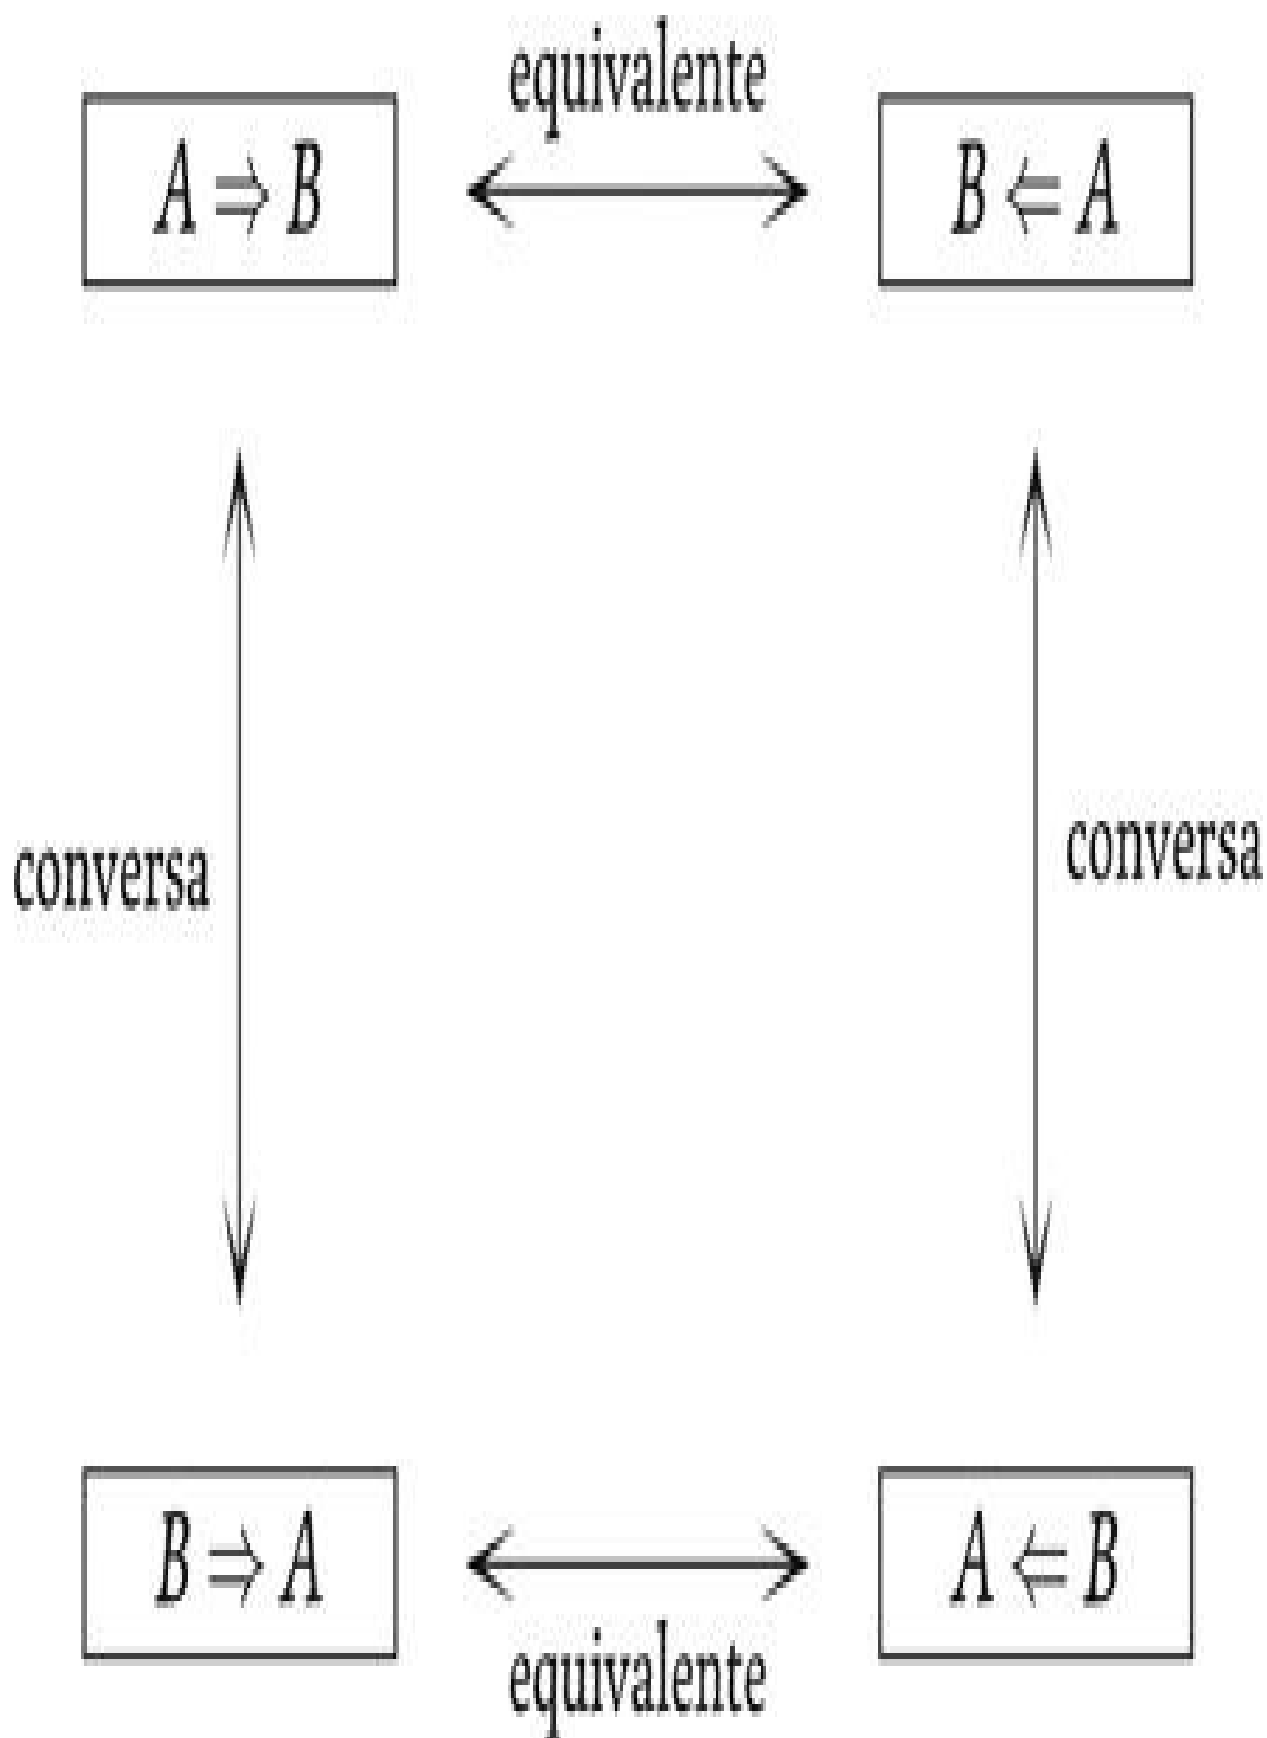 equivalente
A ⇒ B
B ⇐ A
conversa
conversa
B ⇒ A
A ⇐ B
equivalente